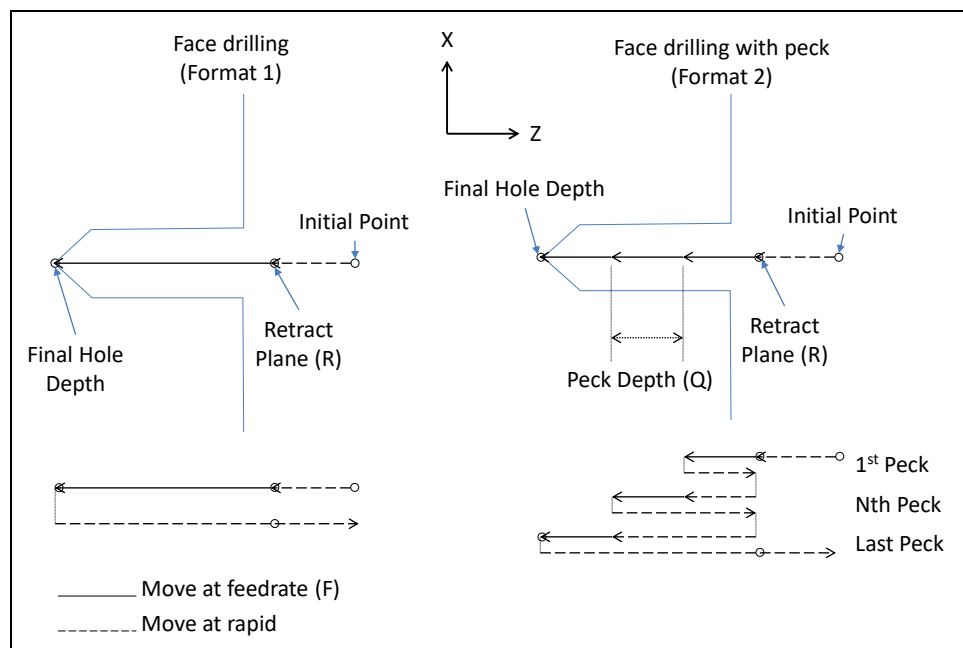 Face drilling
(Format 1)
X
Z
Face drilling with peck
(Format 2)
Final Hole Depth
Initial Point
Initial Point
Retract
Plane (R)
Final Hole
Depth
Retract
Plane (R)
Peck Depth (Q)
1st Peck
Nth Peck
Last Peck
Move at feedrate (F)
Move at rapid